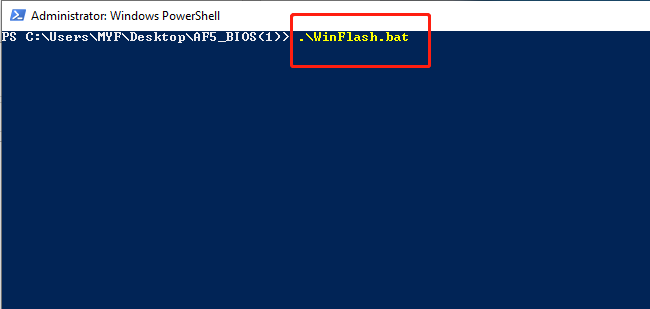 Administrator: Windows PowerShell
PS C:\Users\MYF\Desktop\AF5_BIOS(1)> .\WinFlash.bat